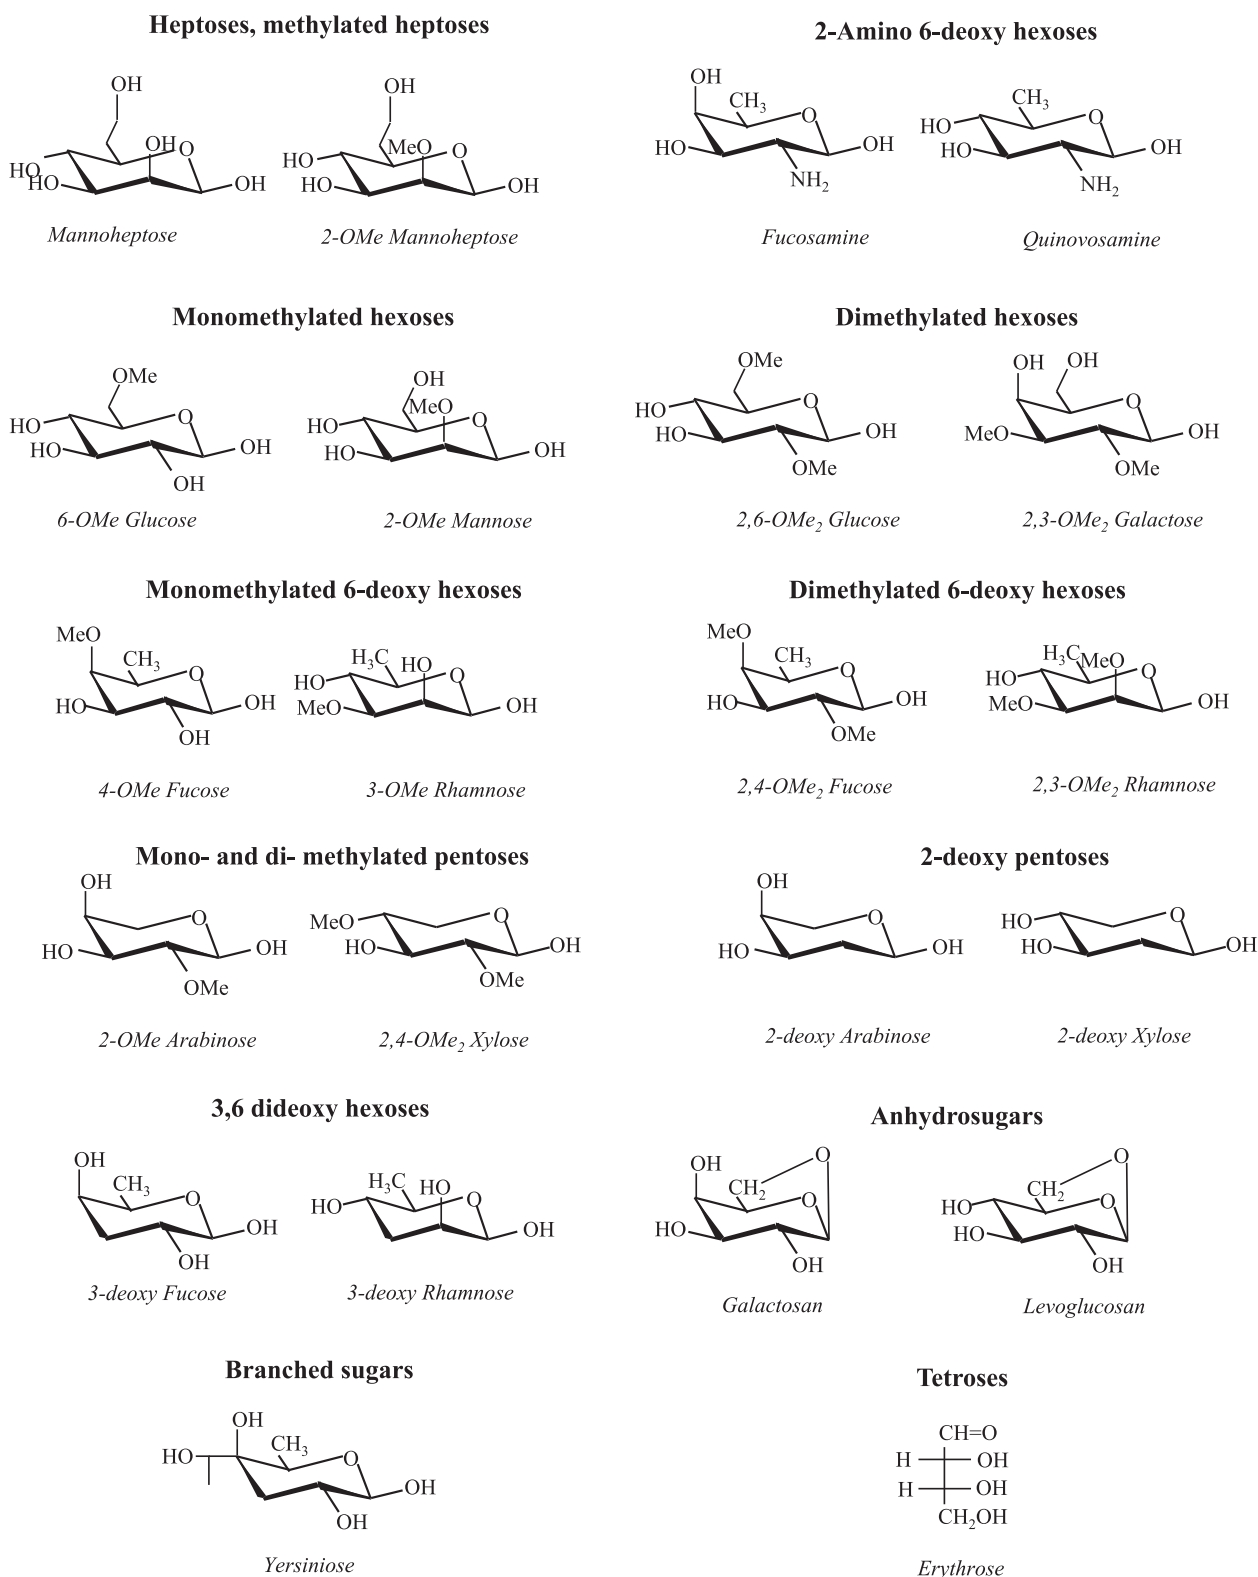 Heptoses, methylated heptoses
OH
OH
O
HO
HO
OH
Mannoheptose
OH
MeO
O
HO
HO
OH
2-OMe Mannoheptose
2-Amino 6-deoxy hexoses
OH
CH₃
O
HO
OH
NH₂
Fucosamine
CH₃
O
HO
HO
OH
NH₂
Quinovosamine
Monomethylated hexoses
OMe
O
HO
HO
OH
OH
6-OMe Glucose
OH
MeO
O
HO
HO
OH
2-OMe Mannose
Dimethylated hexoses
OMe
O
HO
HO
OH
OMe
2,6-OMe₂ Glucose
OH
OH
O
MeO
OH
OMe
2,3-OMe₂ Galactose
Monomethylated 6-deoxy hexoses
MeO
CH₃
O
HO
OH
OH
4-OMe Fucose
H₃C
HO
O
HO
MeO
OH
3-OMe Rhamnose
Dimethylated 6-deoxy hexoses
MeO
CH₃
O
HO
OH
OMe
2,4-OMe₂ Fucose
H₃C
MeO
O
HO
MeO
OH
2,3-OMe₂ Rhamnose
Mono- and di- methylated pentoses
OH
O
HO
OH
OMe
2-OMe Arabinose
MeO
O
HO
OH
OMe
2,4-OMe₂ Xylose
2-deoxy pentoses
OH
O
HO
OH
2-deoxy Arabinose
HO
O
HO
OH
2-deoxy Xylose
3,6 dideoxy hexoses
OH
CH₃
O
OH
OH
3-deoxy Fucose
H₃C
HO
O
HO
OH
3-deoxy Rhamnose
Anhydrosugars
O
OH
CH₂
O
HO
OH
Galactosan
O
CH₂
O
HO
HO
OH
Levoglucosan
Branched sugars
OH
HO
CH₃
O
OH
OH
Yersiniose
Tetroses
CH=O
H OH
H OH
CH₂OH
Erythrose